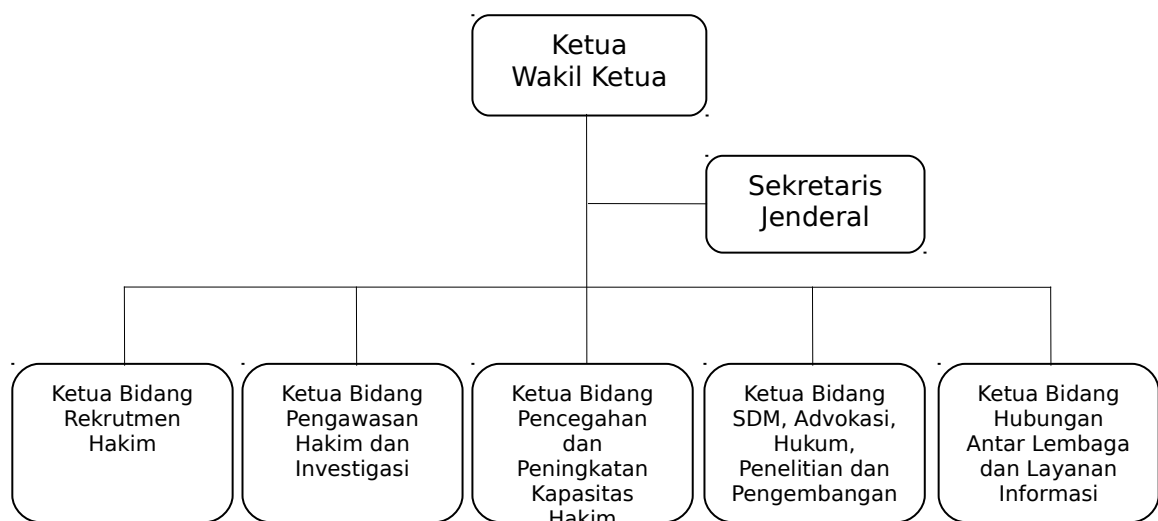 Ketua
Wakil Ketua
Sekretaris
Jenderal
Ketua Bidang
Rekrutmen
Hakim
Ketua Bidang
Pengawasan
Hakim dan
Investigasi
Ketua Bidang
Pencegahan
dan
Peningkatan
Kapasitas
Hakim
Ketua Bidang
SDM, Advokasi,
Hukum,
Penelitian dan
Pengembangan
Ketua Bidang
Hubungan
Antar Lembaga
dan Layanan
Informasi